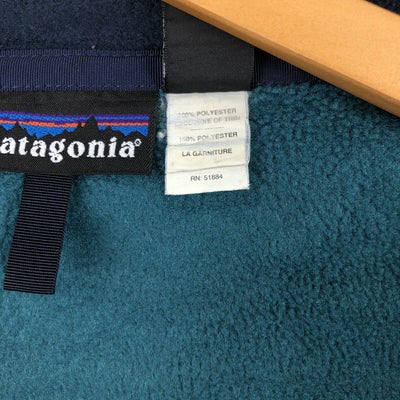 patagonia®
100% POLYESTER
EXCLUSIVE OF TRIM
100% POLYESTER
LA GARNITURE
RN: 51884